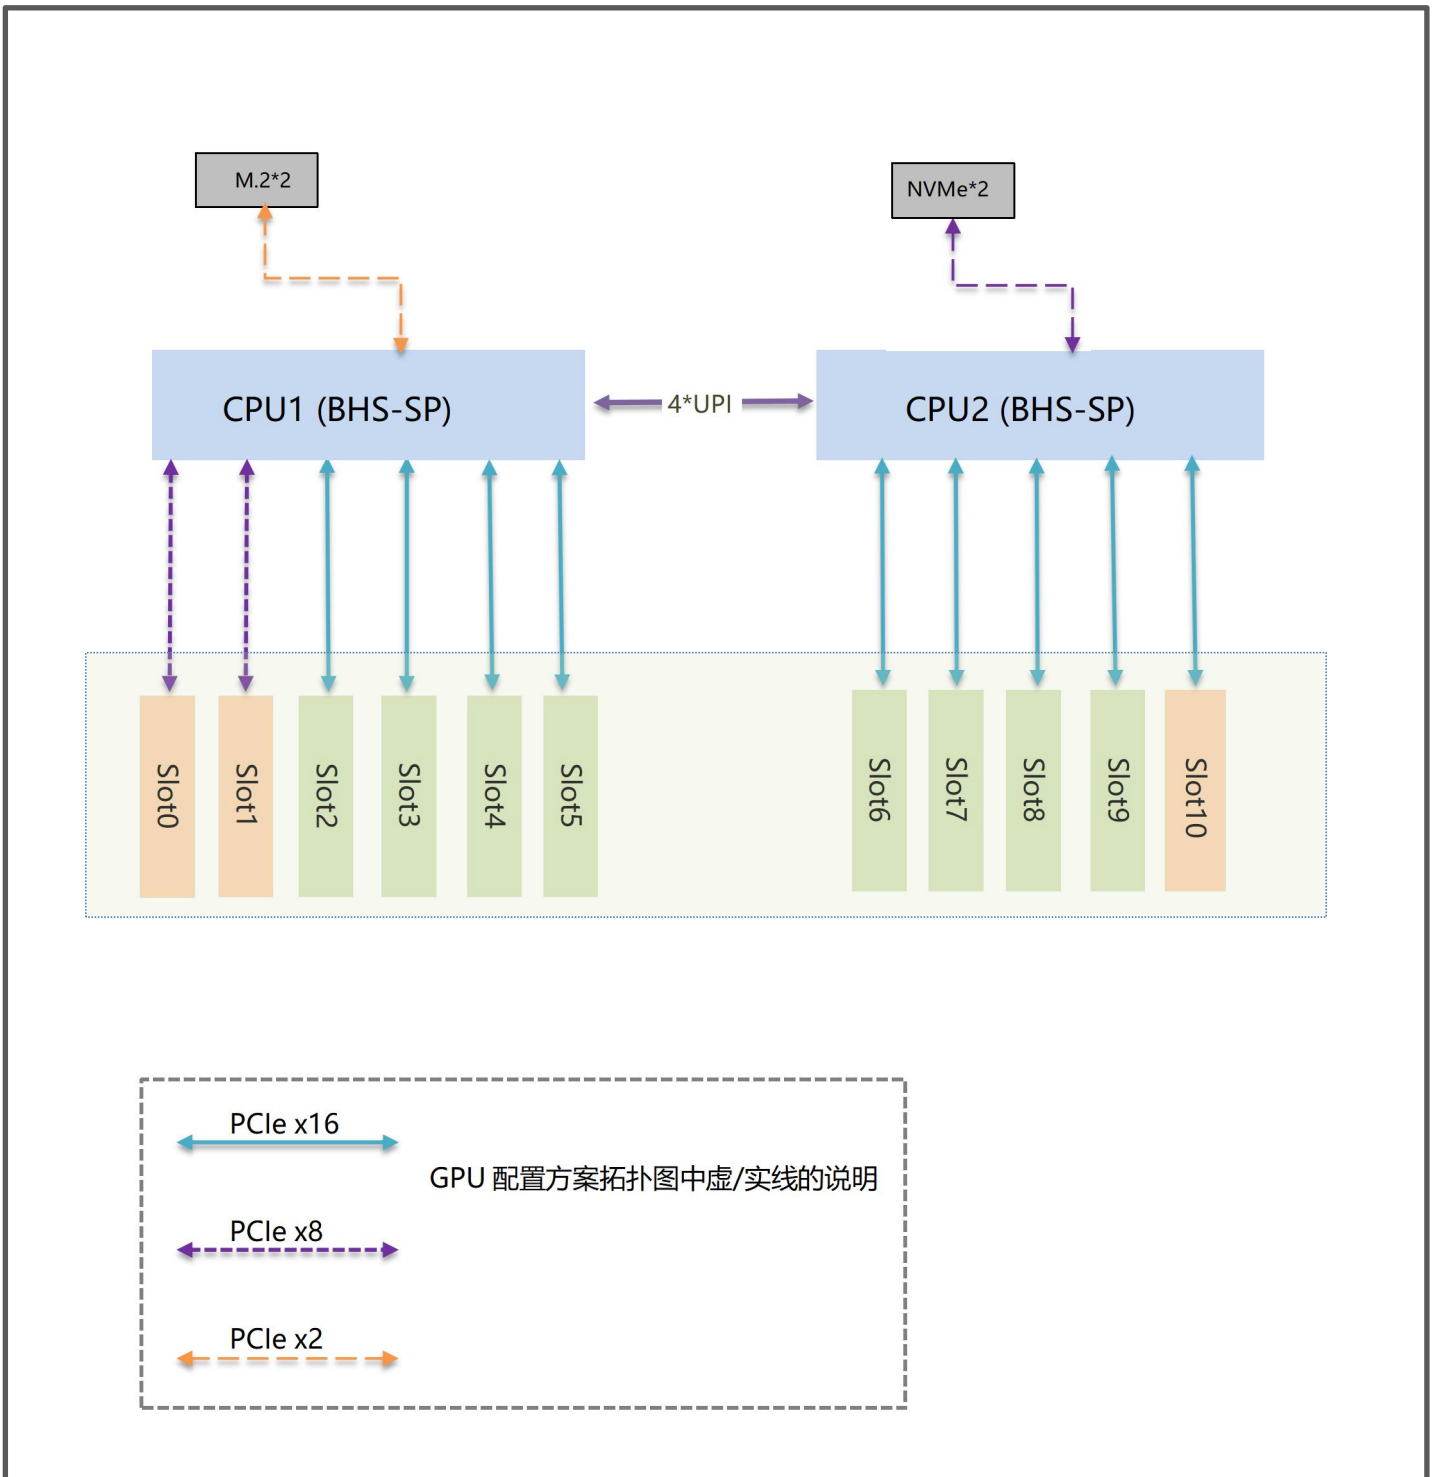 M.2*2
NVMe*2
CPU1 (BHS-SP)
4*UPI
CPU2 (BHS-SP)
Slot0
Slot1
Slot2
Slot3
Slot4
Slot5
Slot6
Slot7
Slot8
Slot9
Slot10
PCIe x16
GPU 配置方案拓扑图中虚/实线的说明
PCIe x8
PCIe x2